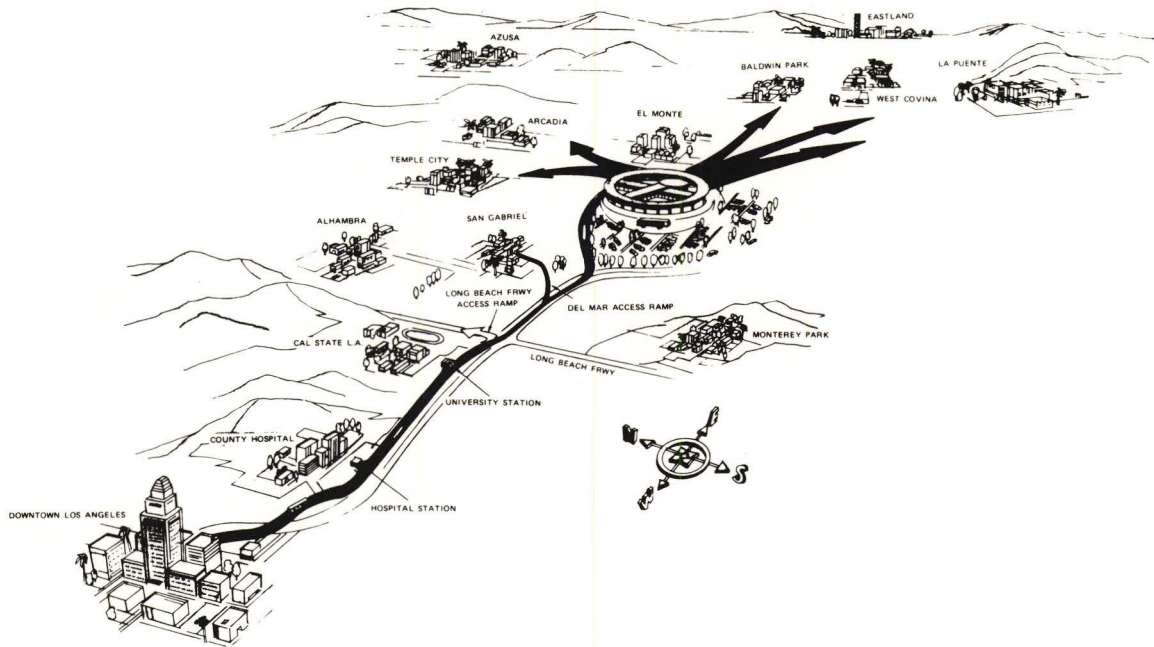 EASTLAND
AZUSA
BALDWIN PARK
LA PUENTE
WEST COVINA
ARCADIA
EL MONTE
TEMPLE CITY
ALHAMBRA
SAN GABRIEL
LONG BEACH FRWY
ACCESS RAMP
DEL MAR ACCESS RAMP
MONTEREY PARK
CAL STATE L.A.
LONG BEACH FRWY
UNIVERSITY STATION
COUNTY HOSPITAL
N
E
S
W
HOSPITAL STATION
DOWNTOWN LOS ANGELES